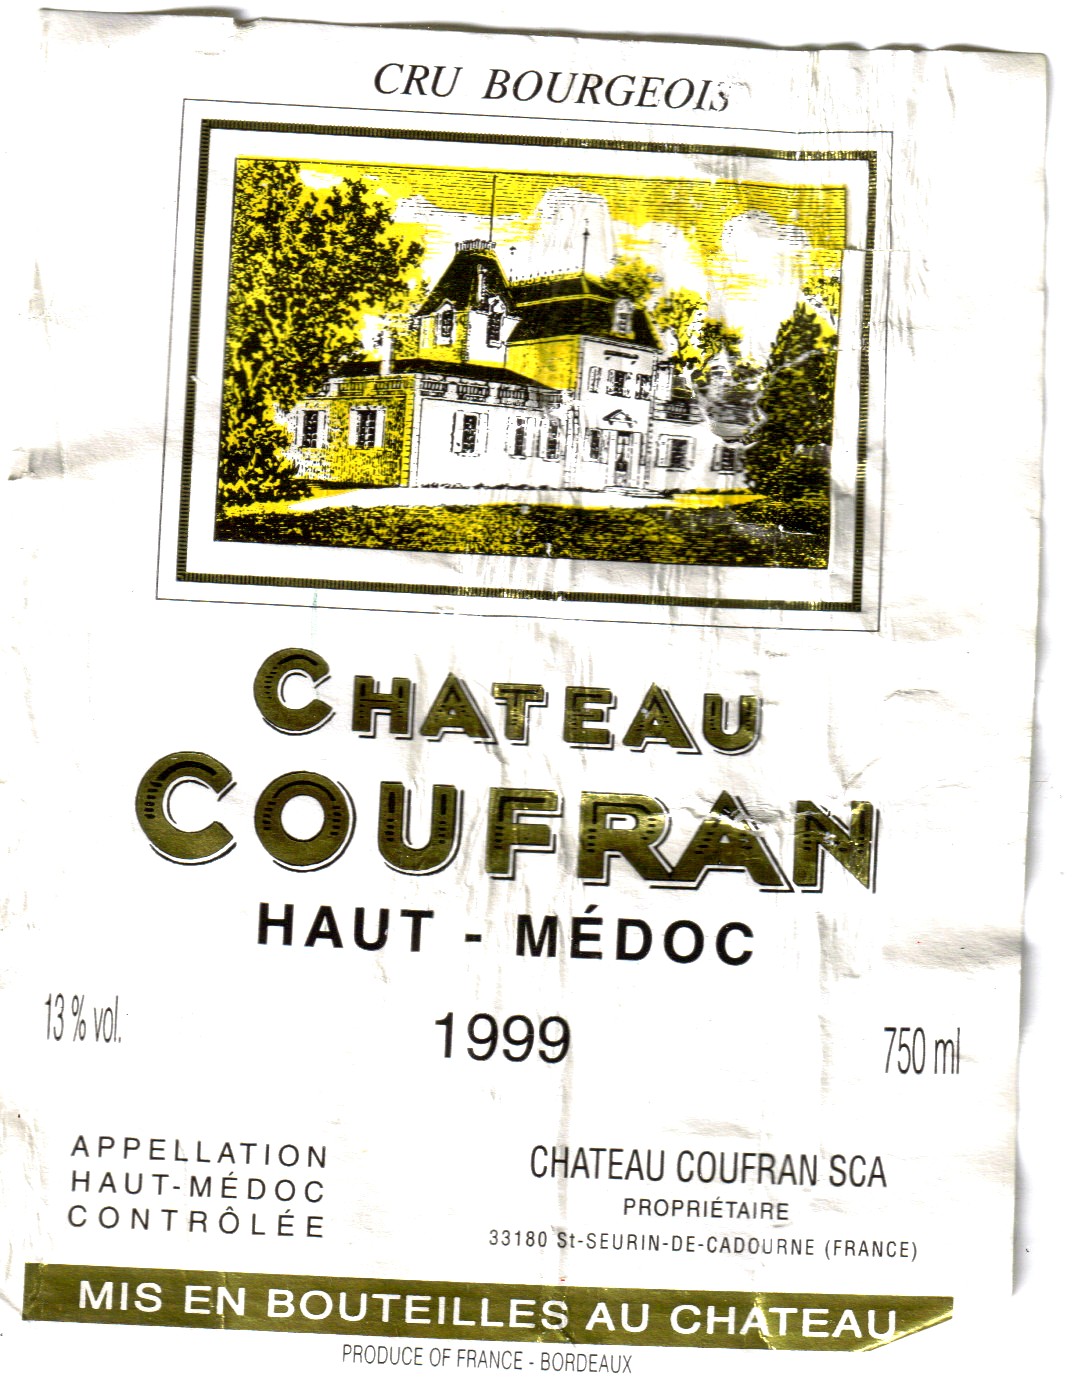 CRU BOURGEOIS
CHATEAU
COUFRAN
HAUT - MÉDOC
13 % vol.
1999
750 ml
APPELLATION
HAUT-MÉDOC
CONTRÔLÉE
CHATEAU COUFRAN SCA
PROPRIÉTAIRE
33180 St-SEURIN-DE-CADOURNE (FRANCE)
MIS EN BOUTEILLES AU CHATEAU
PRODUCE OF FRANCE - BORDEAUX